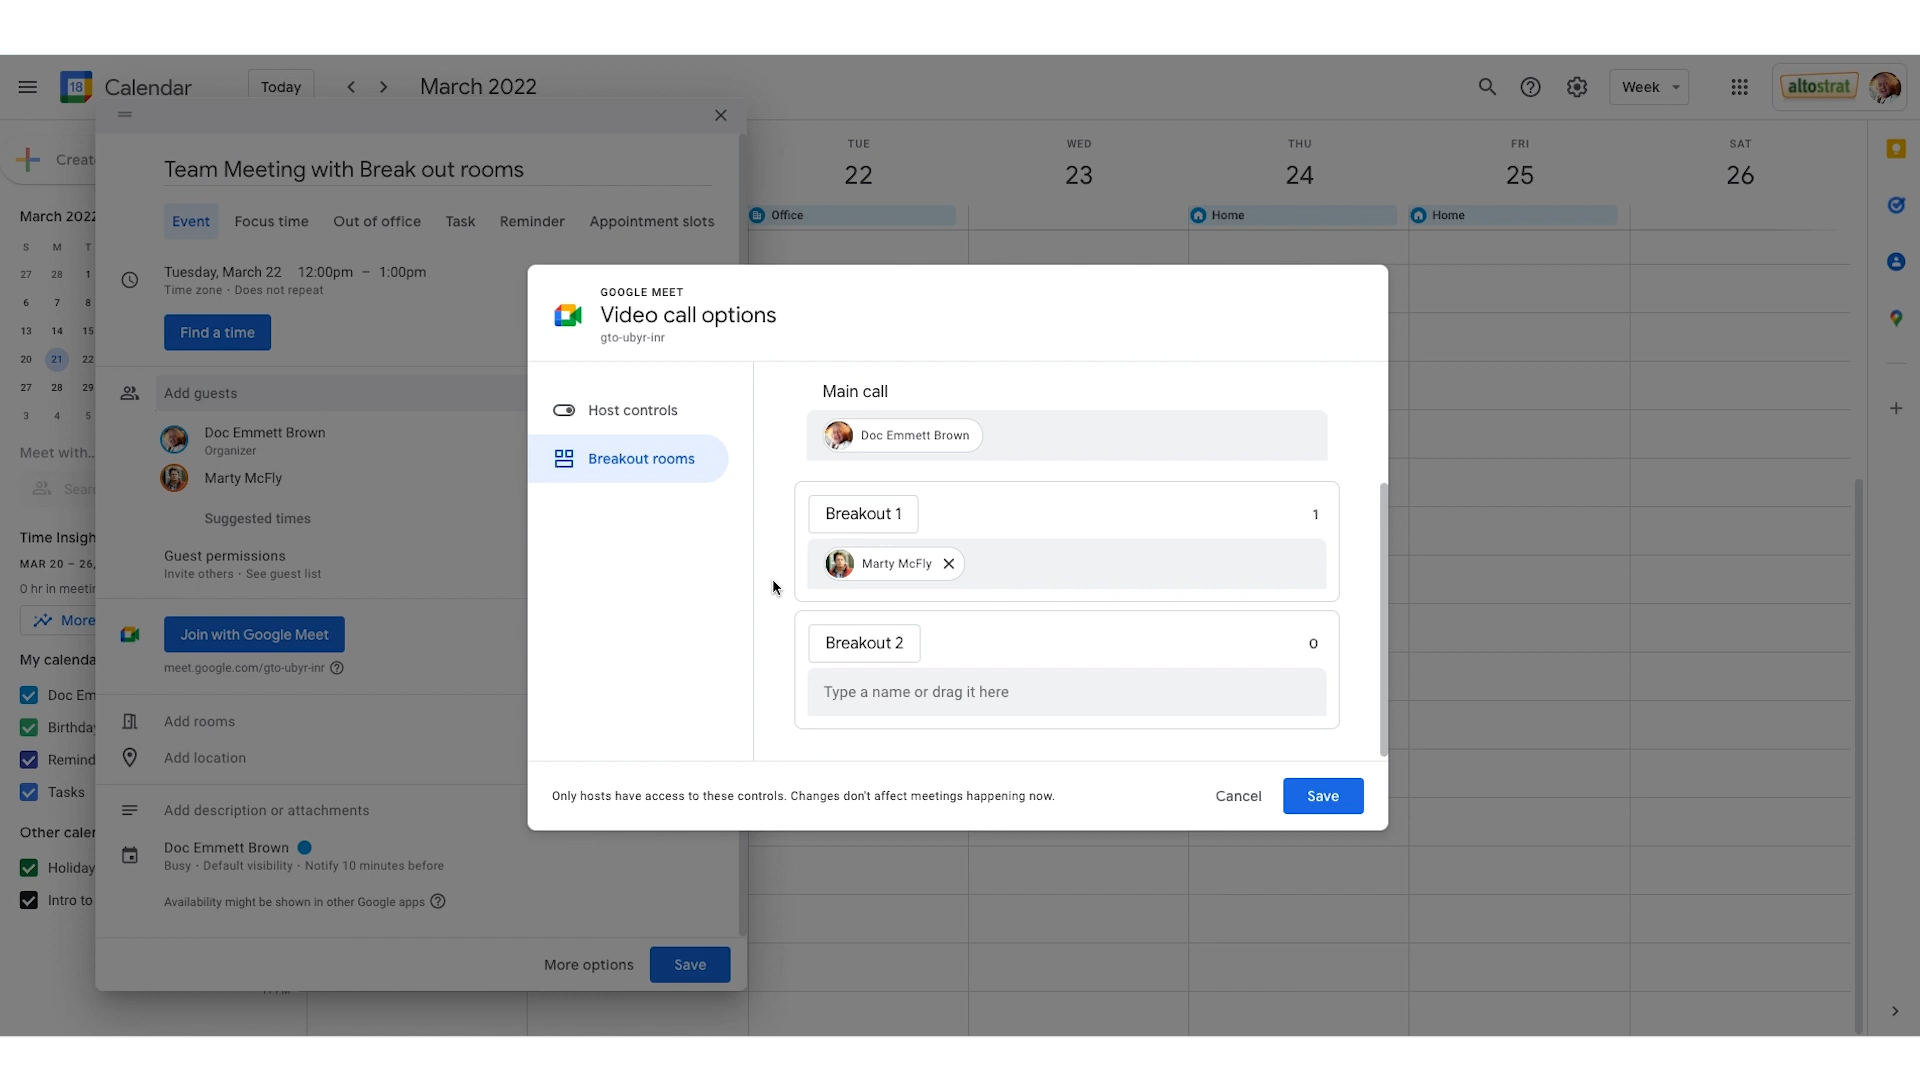 18
Calendar
Today
March 2022
Week
altostrat
Team Meeting with Break out rooms
Event
Focus time
Out of office
Task
Reminder
Appointment slots
Tuesday, March 22 12:00pm – 1:00pm
Time zone · Does not repeat
Find a time
Add guests
Doc Emmett Brown
Organizer
Marty McFly
Suggested times
Guest permissions
Invite others · See guest list
Join with Google Meet
meet.google.com/gto-ubyr-inr
Add rooms
Add location
Add description or attachments
Doc Emmett Brown
Busy · Default visibility · Notify 10 minutes before
Availability might be shown in other Google apps
More options
Save
March 2022
S M T
27 28 1
6 7 8
13 14 15
20 21 22
27 28 29
3 4 5
Meet with...
Time Insigh
MAR 20 – 26,
0 hr in meetin
More
My calenda
Doc Em
Birthday
Remind
Tasks
Other caler
Holiday
Intro to
TUE
22
WED
23
THU
24
FRI
25
SAT
26
Office
Home
Home
GOOGLE MEET
Video call options
gto-ubyr-inr
Host controls
Breakout rooms
Main call
Doc Emmett Brown
Breakout 1
1
Marty McFly
Breakout 2
0
Type a name or drag it here
Only hosts have access to these controls. Changes don't affect meetings happening now.
Cancel
Save